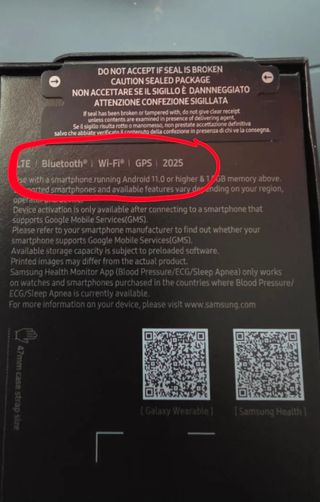 DO NOT ACCEPT IF SEAL IS BROKEN
CAUTION SEALED PACKAGE
NON ACCETTARE SE IL SIGILLO È DANNNEGGIATO
ATTENZIONE CONFEZIONE SIGILLATA
If seal has been broken or tampered with, do not give clear receipt
unless contents are examined in presence of delivering agent.
Se il sigillo risulta rotto o manomesso, non prestate accettazione definitiva
salvo che abbiate verificato il contenuto della confezione in presenza di chi ve la consegna.
LTE | Bluetooth® | Wi-Fi® | GPS | 2025
Use with a smartphone running Android 11.0 or higher & 1.5GB memory above.
Supported smartphones and available features vary depending on your region,
Device activation is only available after connecting to a smartphone that
supports Google Mobile Services(GMS).
Please refer to your smartphone manufacturer to find out whether your
smartphone supports Google Mobile Services(GMS).
Available storage capacity is subject to preloaded software.
Printed images may differ from the actual product.
Samsung Health Monitor App (Blood Pressure/ECG/Sleep Apnea) only works
on watches and smartphones purchased in the countries where Blood Pressure/
ECG/Sleep Apnea is currently available.
For more information on your device, please visit www.samsung.com
47mm case strap size
[ Galaxy Wearable ]
[ Samsung Health ]